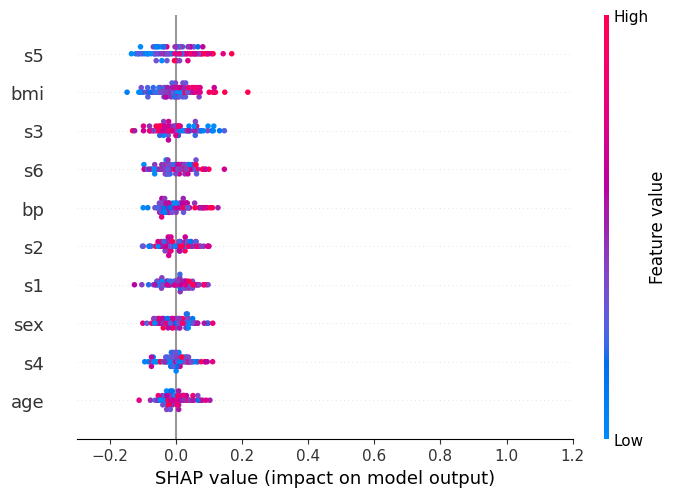 High
s5
bmi
s3
s6
bp
s2
s1
sex
s4
age
Feature value
Low
−0.2 0.0 0.2 0.4 0.6 0.8 1.0 1.2
SHAP value (impact on model output)